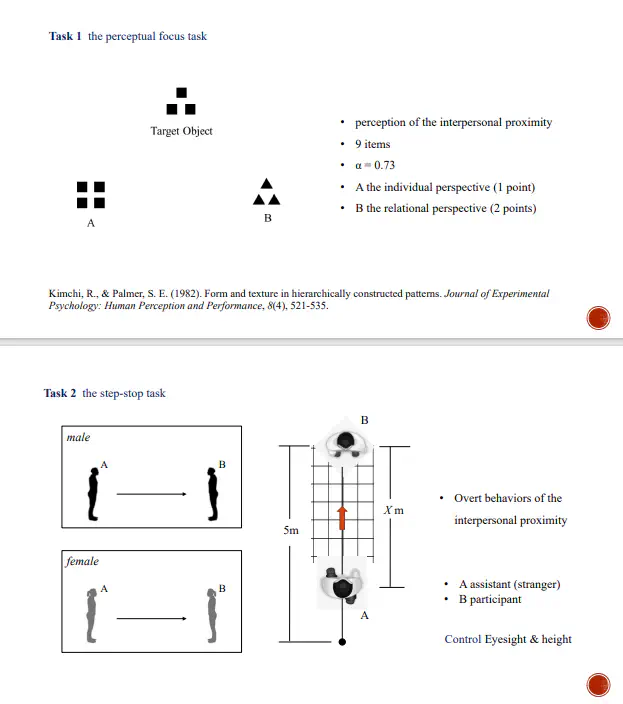 Task 1 the perceptual focus task
Target Object
A
B
• perception of the interpersonal proximity
• 9 items
• α = 0.73
• A the individual perspective (1 point)
• B the relational perspective (2 points)
Kimchi, R., & Palmer, S. E. (1982). Form and texture in hierarchically constructed patterns. Journal of Experimental
Psychology: Human Perception and Performance, 8(4), 521-535.
Task 2 the step-stop task
male
A
B
female
A
B
B
5m
X m
A
• Overt behaviors of the
interpersonal proximity
• A assistant (stranger)
• B participant
Control Eyesight & height